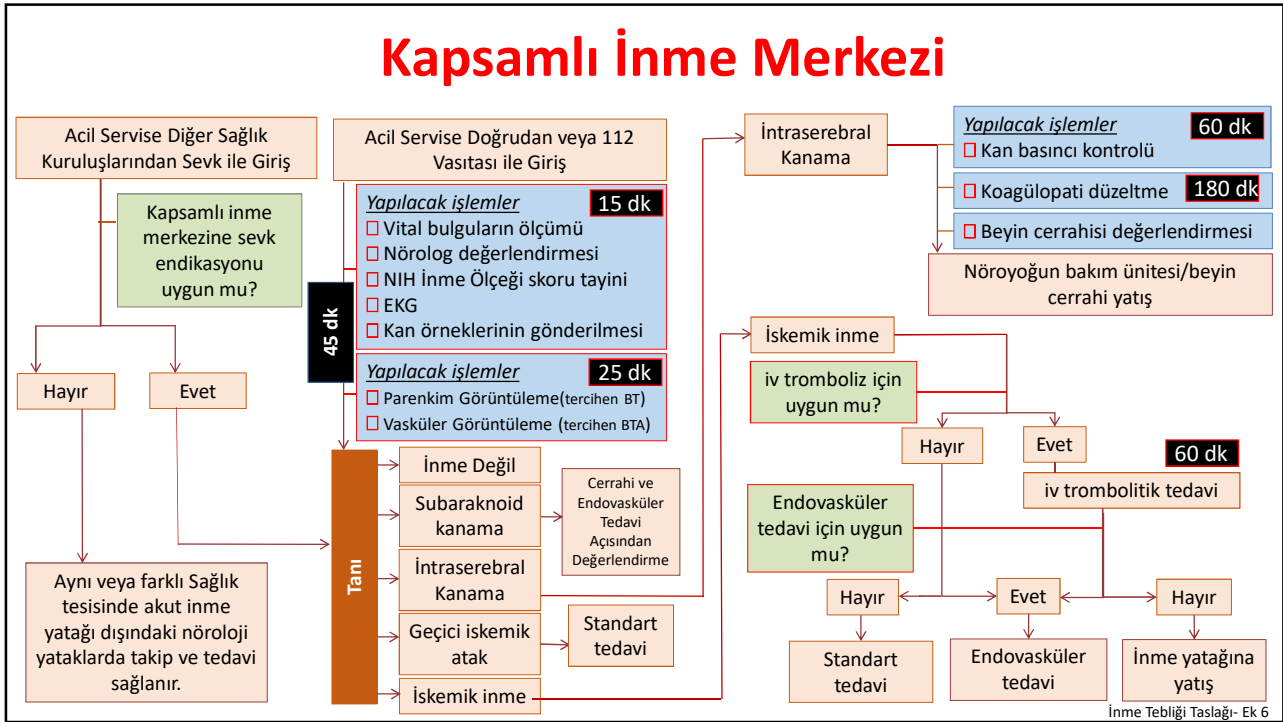 Kapsamlı İnme Merkezi
Acil Servise Diğer Sağlık
Kuruluşlarından Sevk ile Giriş
Kapsamlı inme
merkezine sevk
endikasyonu
uygun mu?
Hayır
Evet
Aynı veya farklı Sağlık
tesisinde akut inme
yatağı dışındaki nöroloji
yataklarda takip ve tedavi
sağlanır.
Acil Servise Doğrudan veya 112
Vasıtası ile Giriş
45 dk
Yapılacak işlemler
15 dk
Vital bulguların ölçümü
Nörolog değerlendirmesi
NIH İnme Ölçeği skoru tayini
EKG
Kan örneklerinin gönderilmesi
Yapılacak işlemler
25 dk
Parenkim Görüntüleme(tercihen BT)
Vasküler Görüntüleme (tercihen BTA)
Tanı
İnme Değil
Subaraknoid
kanama
Cerrahi ve
Endovasküler
Tedavi
Açısından
Değerlendirme
İntraserebral
Kanama
Geçici iskemik
atak
Standart
tedavi
İskemik inme
İntraserebral
Kanama
Yapılacak işlemler
60 dk
Kan basıncı kontrolü
Koagülopati düzeltme
180 dk
Beyin cerrahisi değerlendirmesi
Nöroyoğun bakım ünitesi/beyin
cerrahi yatış
İskemik inme
iv tromboliz için
uygun mu?
Hayır
Evet
60 dk
iv trombolitik tedavi
Endovasküler
tedavi için uygun
mu?
Hayır
Evet
Hayır
Standart
tedavi
Endovasküler
tedavi
İnme yatağına
yatış
İnme Tebliği Taslağı- Ek 6